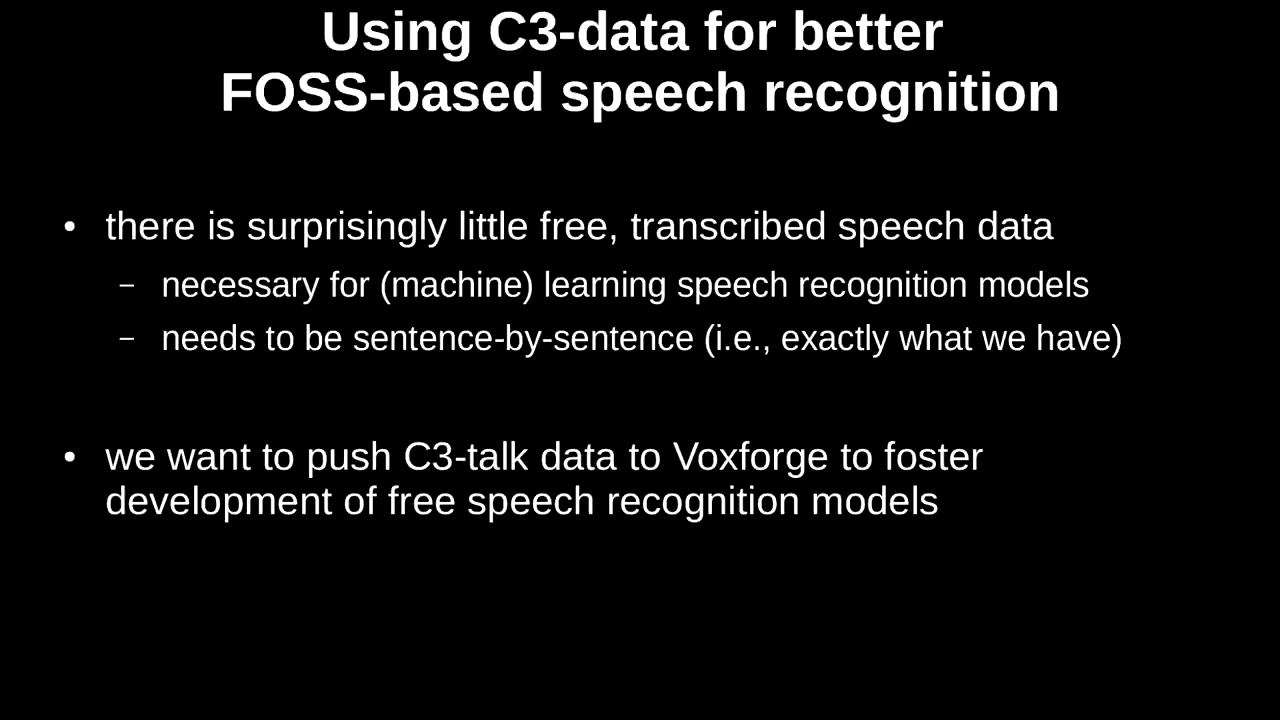 Using C3-data for better
FOSS-based speech recognition
• there is surprisingly little free, transcribed speech data
– necessary for (machine) learning speech recognition models
– needs to be sentence-by-sentence (i.e., exactly what we have)
• we want to push C3-talk data to Voxforge to foster
development of free speech recognition models